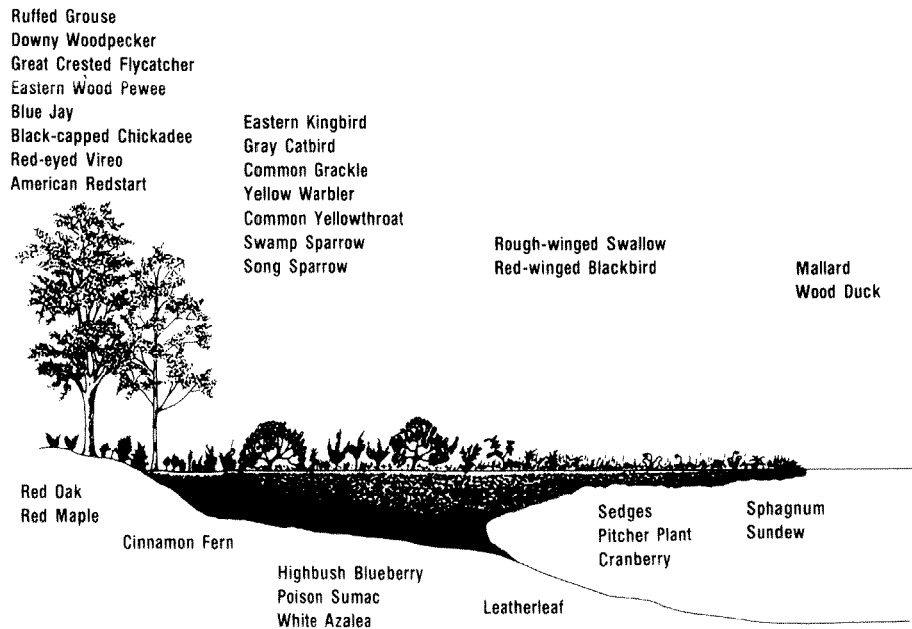 Ruffed Grouse
Downy Woodpecker
Great Crested Flycatcher
Eastern Wood Pewee
Blue Jay
Black-capped Chickadee
Red-eyed Vireo
American Redstart
Eastern Kingbird
Gray Catbird
Common Grackle
Yellow Warbler
Common Yellowthroat
Swamp Sparrow
Song Sparrow
Rough-winged Swallow
Red-winged Blackbird
Mallard
Wood Duck
Red Oak
Red Maple
Cinnamon Fern
Highbush Blueberry
Poison Sumac
White Azalea
Leatherleaf
Sedges
Pitcher Plant
Cranberry
Sphagnum
Sundew